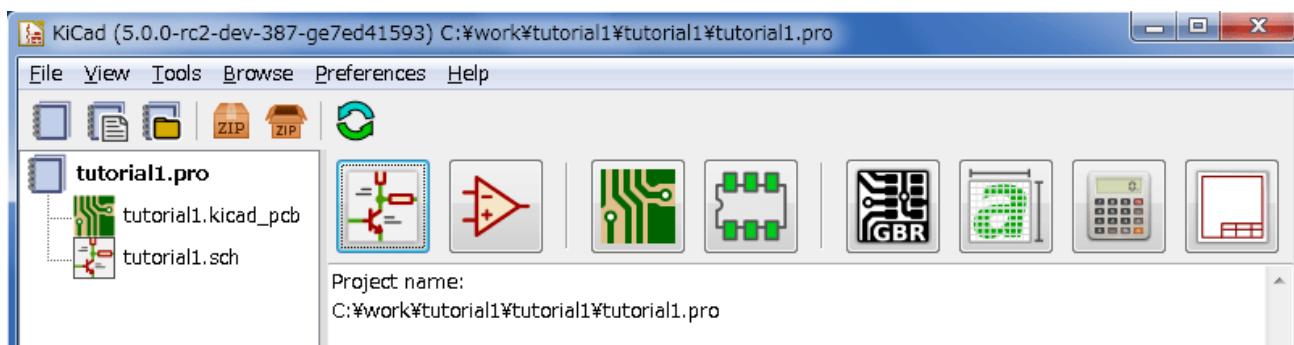 KiCad (5.0.0-rc2-dev-387-ge7ed41593) C:¥work¥tutorial1¥tutorial1¥tutorial1.pro
File View Tools Browse Preferences Help
ZIP ZIP
tutorial1.pro
tutorial1.kicad_pcb
tutorial1.sch
GBR
a
0.
Project name:
C:¥work¥tutorial1¥tutorial1¥tutorial1.pro